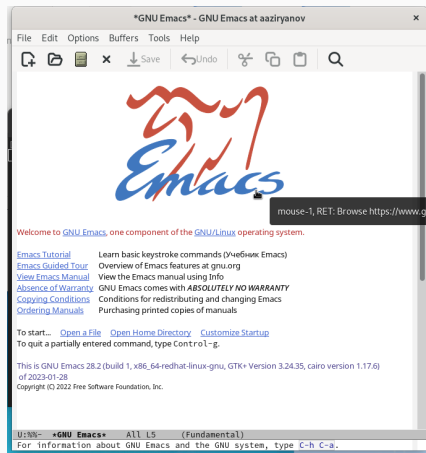 *GNU Emacs* - GNU Emacs at aaziryanov
File Edit Options Buffers Tools Help
Save Undo
Emacs
mouse-1, RET: Browse https://www.g
Welcome to GNU Emacs, one component of the GNU/Linux operating system.
Emacs Tutorial Learn basic keystroke commands (Учебник Emacs)
Emacs Guided Tour Overview of Emacs features at gnu.org
View Emacs Manual View the Emacs manual using Info
Absence of Warranty GNU Emacs comes with ABSOLUTELY NO WARRANTY
Copying Conditions Conditions for redistributing and changing Emacs
Ordering Manuals Purchasing printed copies of manuals
To start... Open a File Open Home Directory Customize Startup
To quit a partially entered command, type Control-g.
This is GNU Emacs 28.2 (build 1, x86_64-redhat-linux-gnu, GTK+ Version 3.24.35, cairo version 1.17.6)
of 2023-01-28
Copyright (C) 2022 Free Software Foundation, Inc.
U:%%- *GNU Emacs* All L5 (Fundamental)
For information about GNU Emacs and the GNU system, type C-h C-a.